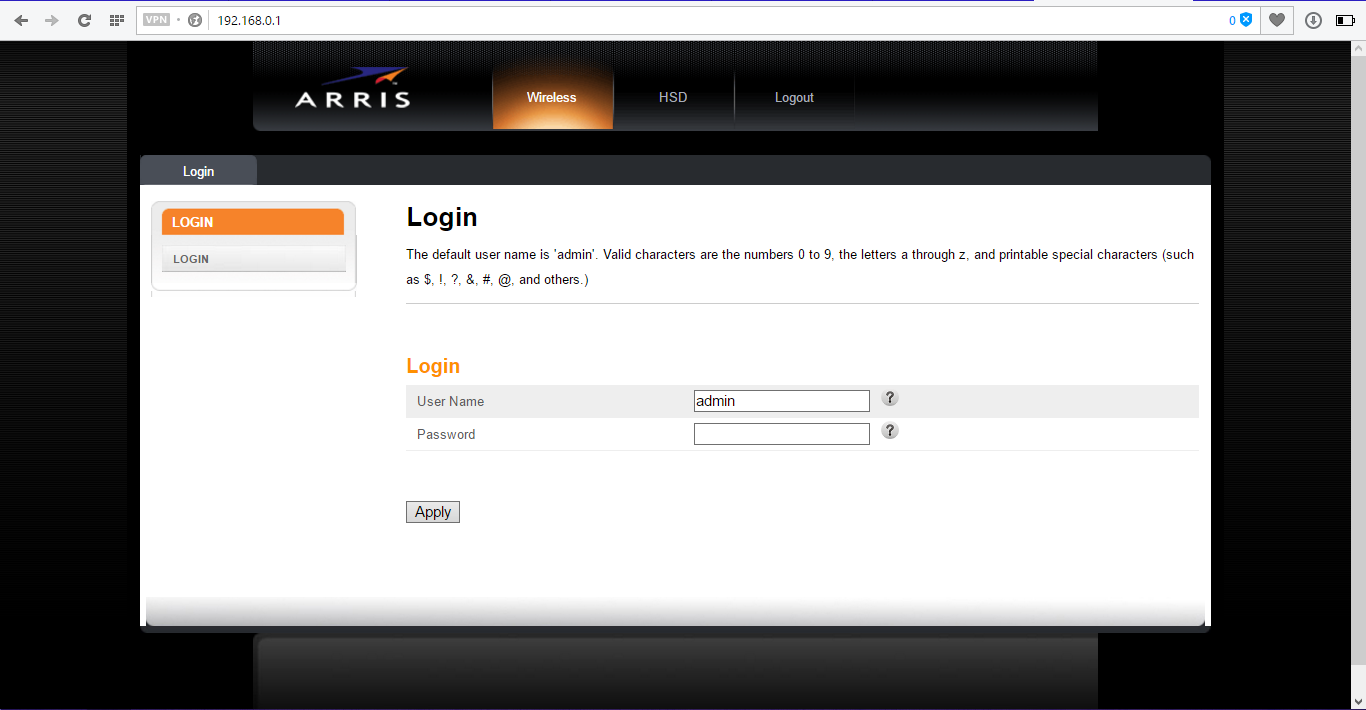 VPN
192.168.0.1
0
ARRIS
Wireless
HSD
Logout
Login
LOGIN
LOGIN
Login
The default user name is 'admin'. Valid characters are the numbers 0 to 9, the letters a through z, and printable special characters (such
as $, !, ?, &, #, @, and others.)
Login
User Name
admin
?
Password
?
Apply